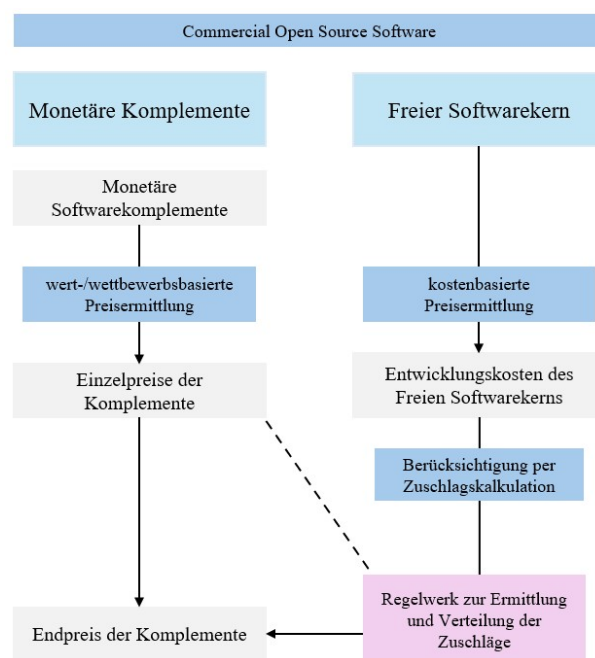 Commercial Open Source Software
Monetäre Komplemente
Freier Softwarekern
Monetäre
Softwarekomplemente
wert-/wettbewerbsbasierte
Preisermittlung
kostenbasierte
Preisermittlung
Einzelpreise der
Komplemente
Entwicklungskosten des
Freien Softwarekerns
Berücksichtigung per
Zuschlagskalkulation
Regelwerk zur Ermittlung
und Verteilung der
Zuschläge
Endpreis der Komplemente